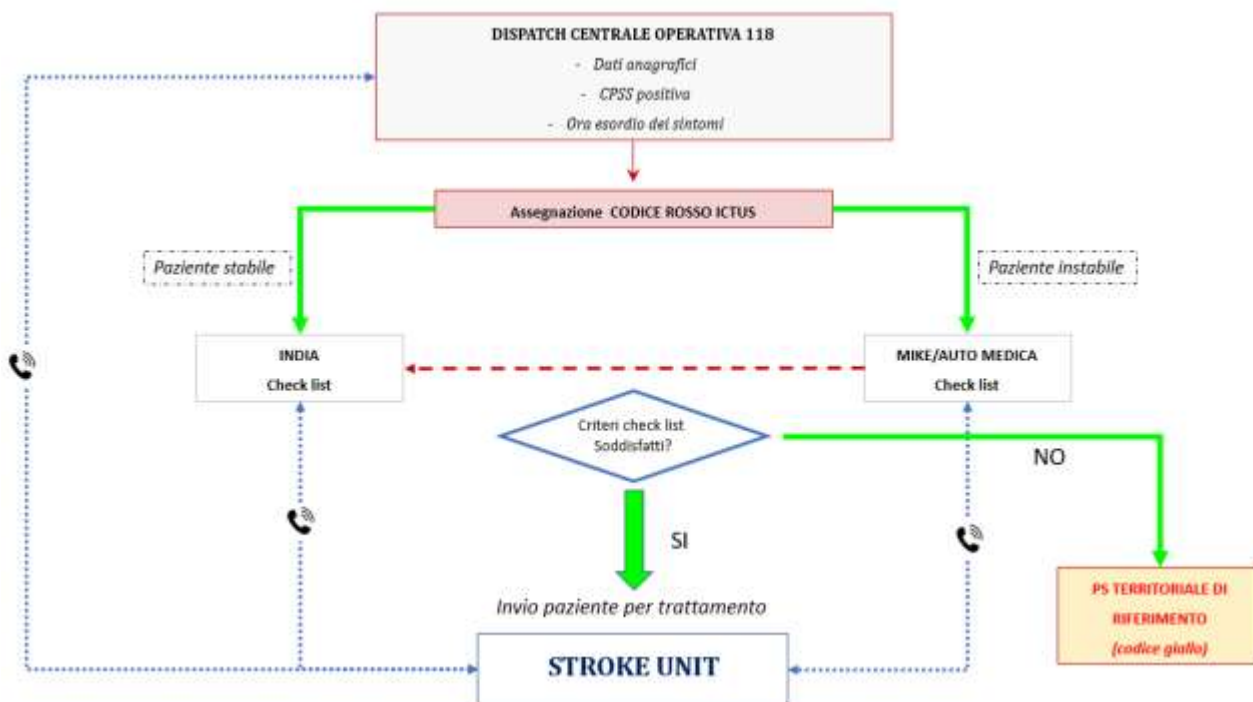 DISPATCH CENTRALE OPERATIVA 118
- Dati anagrafici
- CPSS positiva
- Ora esordio dei sintomi
Assegnazione CODICE ROSSO ICTUS
Paziente stabile
Paziente instabile
INDIA
Check list
MIKE/AUTO MEDICA
Check list
Criteri check list
Soddisfatti?
NO
SI
Invio paziente per trattamento
PS TERRITORIALE DI
RIFERIMENTO
(codice giallo)
STROKE UNIT